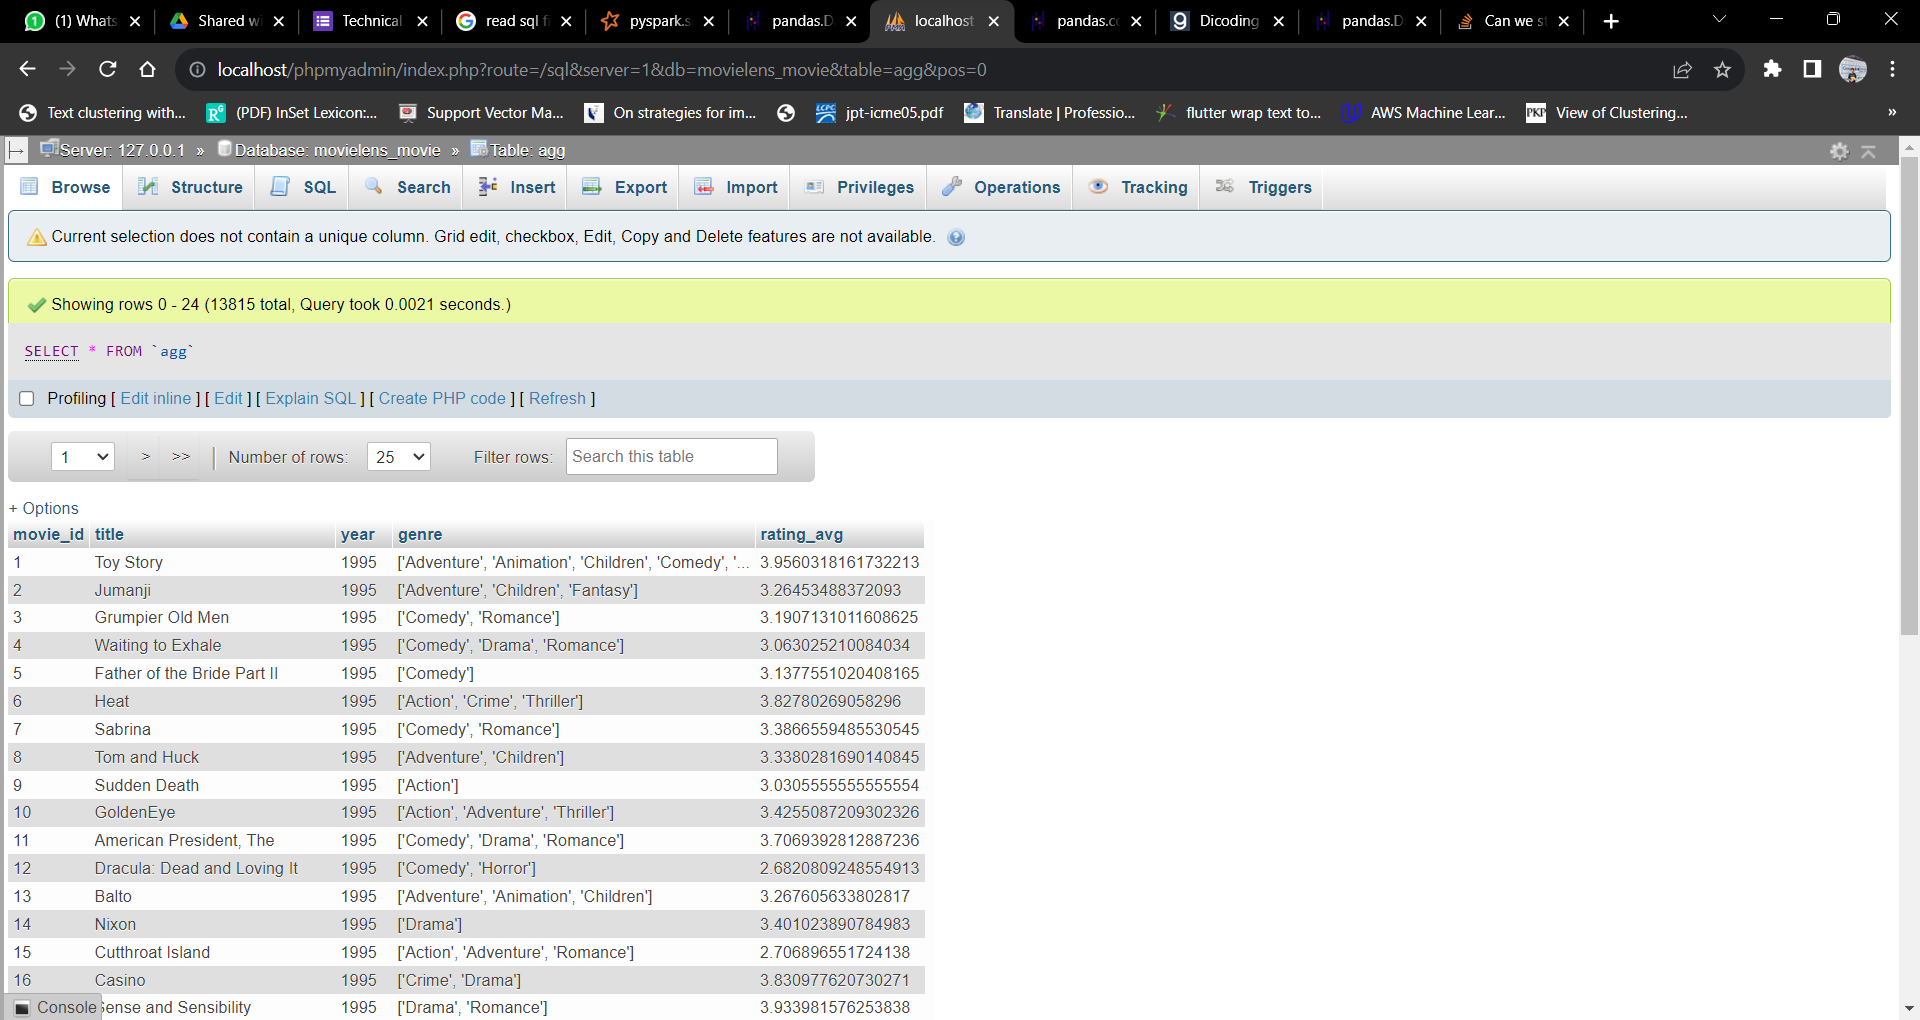 (1) Whats
Shared wi
Technical
read sql fi
pyspark.s
pandas.D
localhost
pandas.co
Dicoding
pandas.D
Can we st
localhost/phpmyadmin/index.php?route=/sql&server=1&db=movielens_movie&table=agg&pos=0
Text clustering with...
(PDF) InSet Lexicon:...
Support Vector Ma...
On strategies for im...
jpt-icme05.pdf
Translate | Professio...
flutter wrap text to...
AWS Machine Lear...
View of Clustering...
»
Server: 127.0.0.1 » Database: movielens_movie » Table: agg
Browse Structure SQL Search Insert Export Import Privileges Operations Tracking Triggers
Current selection does not contain a unique column. Grid edit, checkbox, Edit, Copy and Delete features are not available.
Showing rows 0 - 24 (13815 total, Query took 0.0021 seconds.)
SELECT * FROM `agg`
Profiling [ Edit inline ] [ Edit ] [ Explain SQL ] [ Create PHP code ] [ Refresh ]
1 > >> | Number of rows: 25 Filter rows: Search this table
+ Options
movie_id title year genre rating_avg
1 Toy Story 1995 ['Adventure', 'Animation', 'Children', 'Comedy', '... 3.9560318161732213
2 Jumanji 1995 ['Adventure', 'Children', 'Fantasy'] 3.26453488372093
3 Grumpier Old Men 1995 ['Comedy', 'Romance'] 3.1907131011608625
4 Waiting to Exhale 1995 ['Comedy', 'Drama', 'Romance'] 3.063025210084034
5 Father of the Bride Part II 1995 ['Comedy'] 3.1377551020408165
6 Heat 1995 ['Action', 'Crime', 'Thriller'] 3.82780269058296
7 Sabrina 1995 ['Comedy', 'Romance'] 3.3866559485530545
8 Tom and Huck 1995 ['Adventure', 'Children'] 3.3380281690140845
9 Sudden Death 1995 ['Action'] 3.0305555555555554
10 GoldenEye 1995 ['Action', 'Adventure', 'Thriller'] 3.4255087209302326
11 American President, The 1995 ['Comedy', 'Drama', 'Romance'] 3.7069392812887236
12 Dracula: Dead and Loving It 1995 ['Comedy', 'Horror'] 2.6820809248554913
13 Balto 1995 ['Adventure', 'Animation', 'Children'] 3.267605633802817
14 Nixon 1995 ['Drama'] 3.401023890784983
15 Cutthroat Island 1995 ['Action', 'Adventure', 'Romance'] 2.706896551724138
16 Casino 1995 ['Crime', 'Drama'] 3.830977620730271
Console Sense and Sensibility 1995 ['Drama', 'Romance'] 3.933981576253838